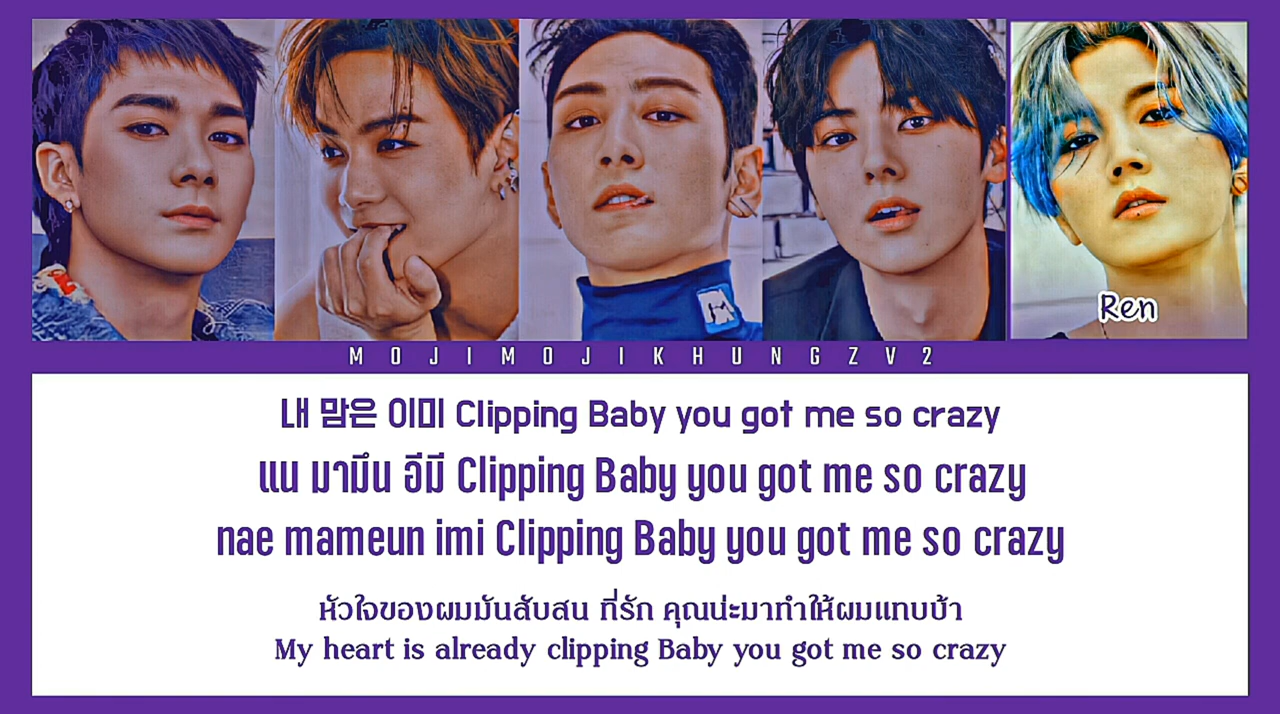 Ren
MOJIMOJIKHUNGZV2
내 맘은 이미 Clipping Baby you got me so crazy
แน มามึน อีมี Clipping Baby you got me so crazy
nae mameun imi Clipping Baby you got me so crazy
หัวใจของผมมันสับสน ที่รัก คุณน่ะมาทำให้ผมแทบบ้า
My heart is already clipping Baby you got me so crazy